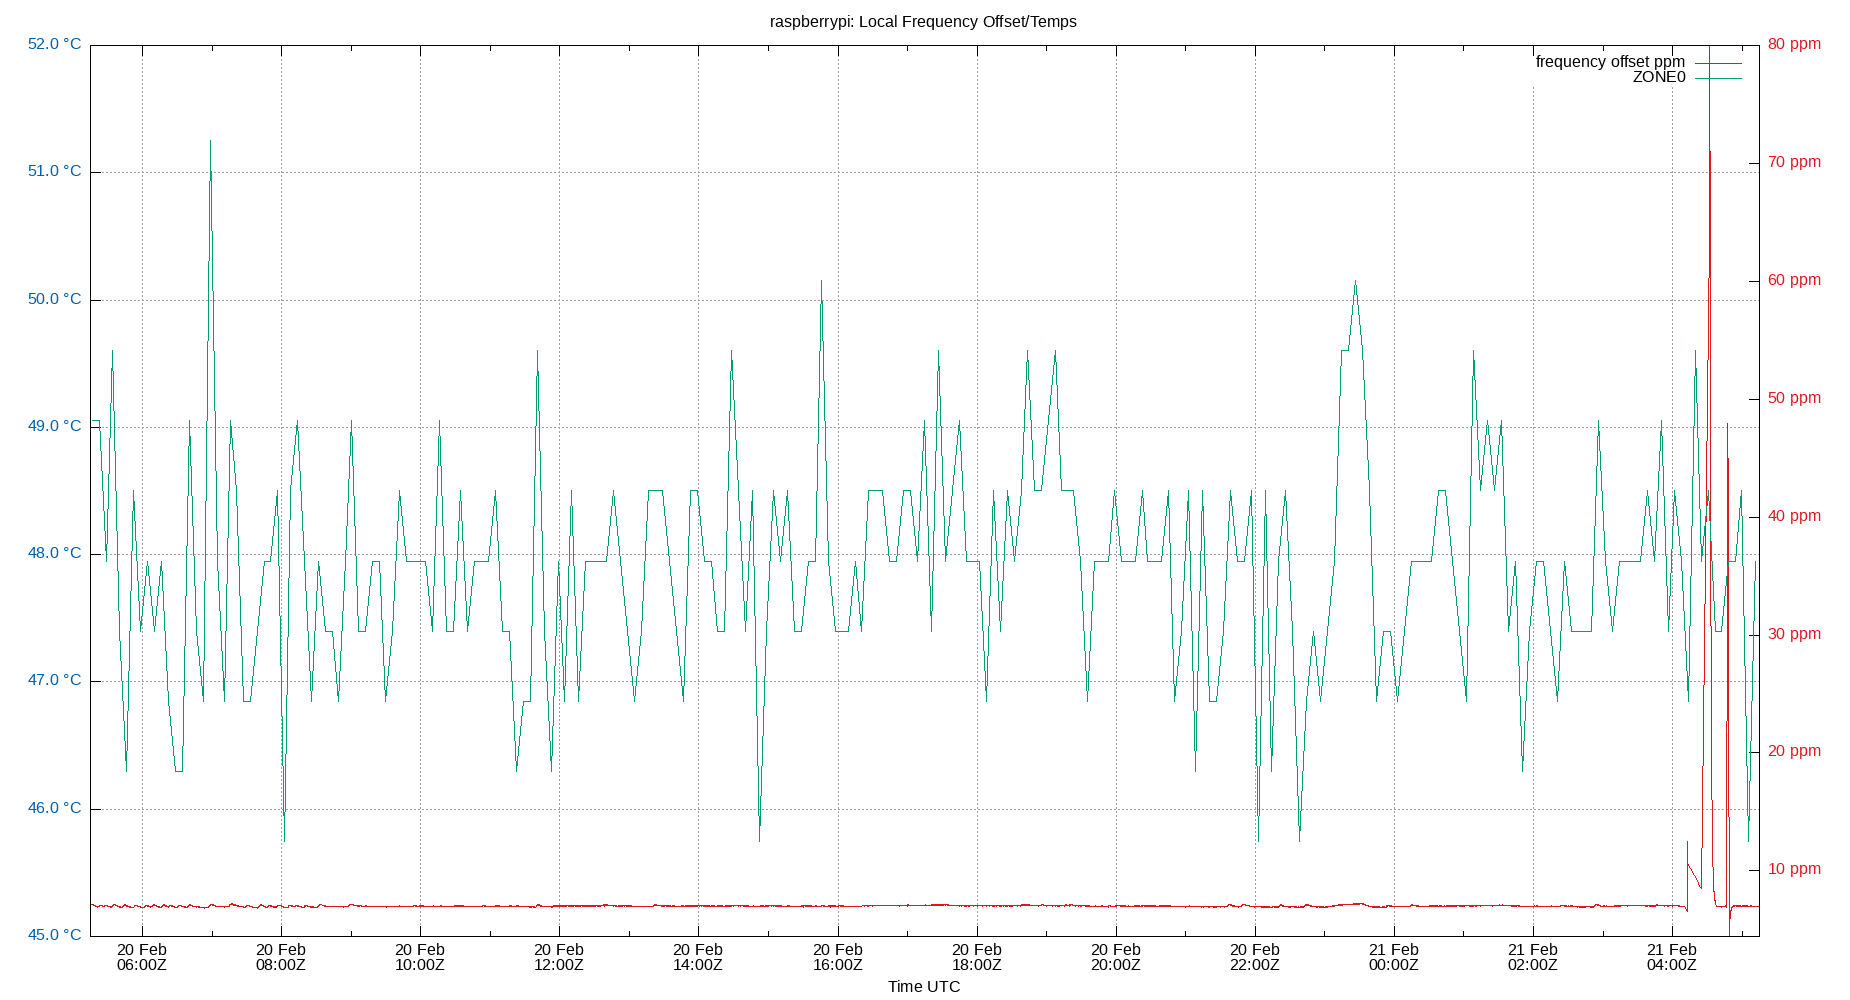 raspberrypi: Local Frequency Offset/Temps
52.0 °C
51.0 °C
50.0 °C
49.0 °C
48.0 °C
47.0 °C
46.0 °C
45.0 °C
80 ppm
70 ppm
60 ppm
50 ppm
40 ppm
30 ppm
20 ppm
10 ppm
frequency offset ppm
ZONE0
20 Feb
06:00Z
20 Feb
08:00Z
20 Feb
10:00Z
20 Feb
12:00Z
20 Feb
14:00Z
20 Feb
16:00Z
20 Feb
18:00Z
20 Feb
20:00Z
20 Feb
22:00Z
21 Feb
00:00Z
21 Feb
02:00Z
21 Feb
04:00Z
Time UTC